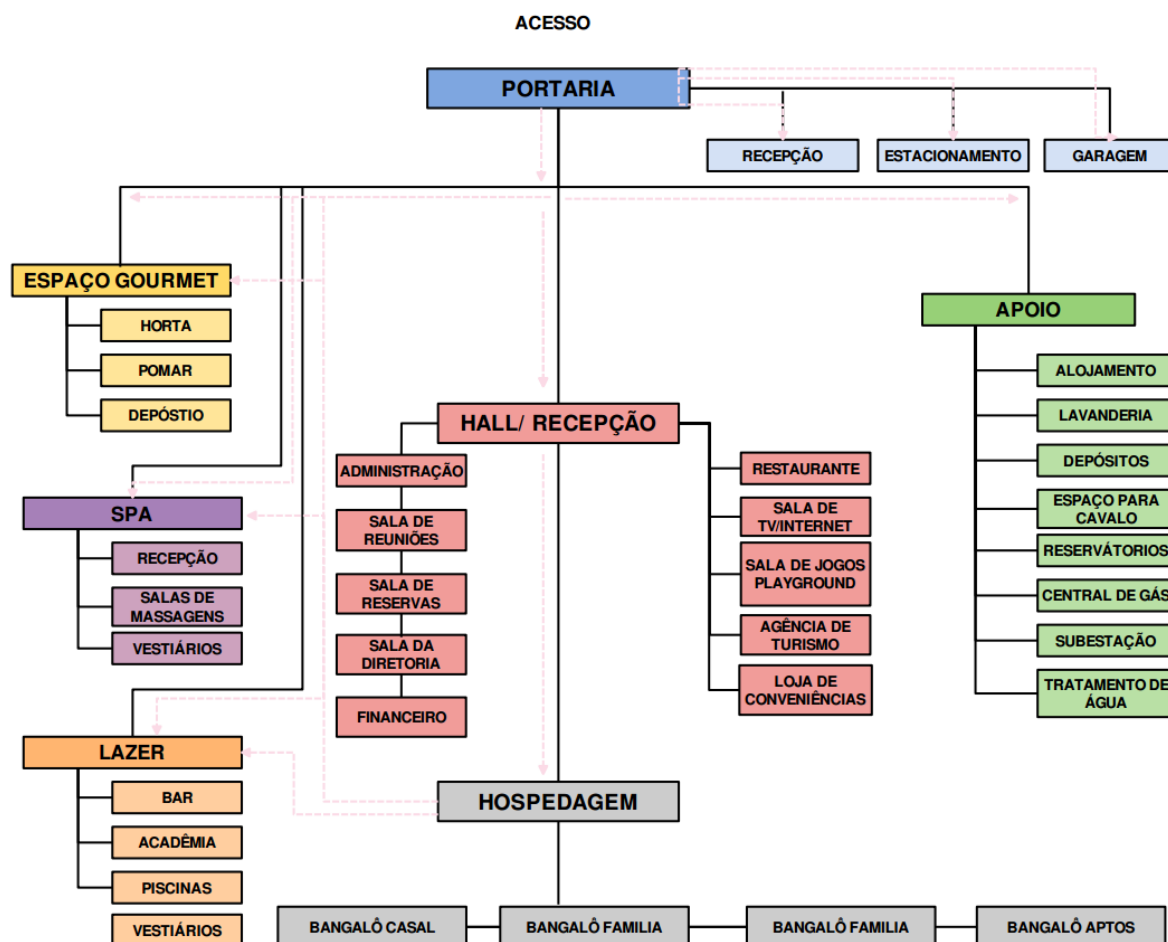 ACESSO
PORTARIA
RECEPÇÃO
ESTACIONAMENTO
GARAGEM
ESPAÇO GOURMET
HORTA
POMAR
DEPÓSTIO
SPA
RECEPÇÃO
SALAS DE
MASSAGENS
VESTIÁRIOS
LAZER
BAR
ACADÊMIA
PISCINAS
VESTIÁRIOS
HALL/ RECEPÇÃO
ADMINISTRAÇÃO
SALA DE
REUNIÕES
SALA DE
RESERVAS
SALA DA
DIRETORIA
FINANCEIRO
RESTAURANTE
SALA DE
TV/INTERNET
SALA DE JOGOS
PLAYGROUND
AGÊNCIA DE
TURISMO
LOJA DE
CONVENIÊNCIAS
APOIO
ALOJAMENTO
LAVANDERIA
DEPÓSITOS
ESPAÇO PARA
CAVALO
RESERVÁTORIOS
CENTRAL DE GÁS
SUBESTAÇÃO
TRATAMENTO DE
ÁGUA
HOSPEDAGEM
BANGALÔ CASAL
BANGALÔ FAMILIA
BANGALÔ FAMILIA
BANGALÔ APTOS